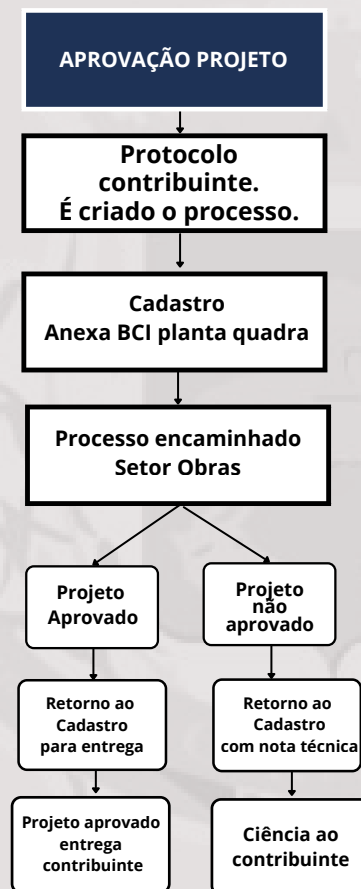 APROVAÇÃO PROJETO
Protocolo
contribuinte.
É criado o processo.
Cadastro
Anexa BCI planta quadra
Processo encaminhado
Setor Obras
Projeto
Aprovado
Projeto
não
aprovado
Retorno ao
Cadastro
para entrega
Retorno ao
Cadastro
com nota técnica
Projeto aprovado
entrega
contribuinte
Ciência ao
contribuinte